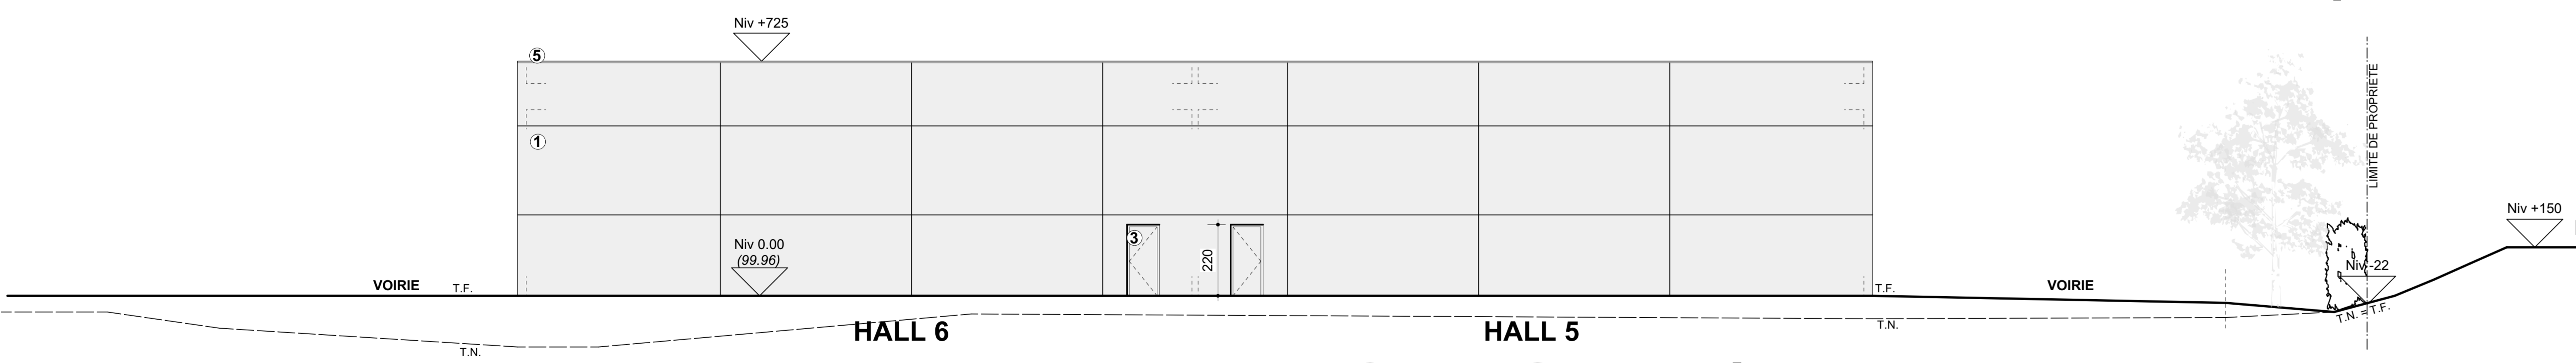 Niv +725
5
1
LIMITE DE PROPRIETE
Niv +150
3
220
Niv 0.00
(99.96)
Niv -22
VOIRIE
T.F.
T.F.
VOIRIE
T.N. = T.F.
HALL 6
HALL 5
T.N.
T.N.